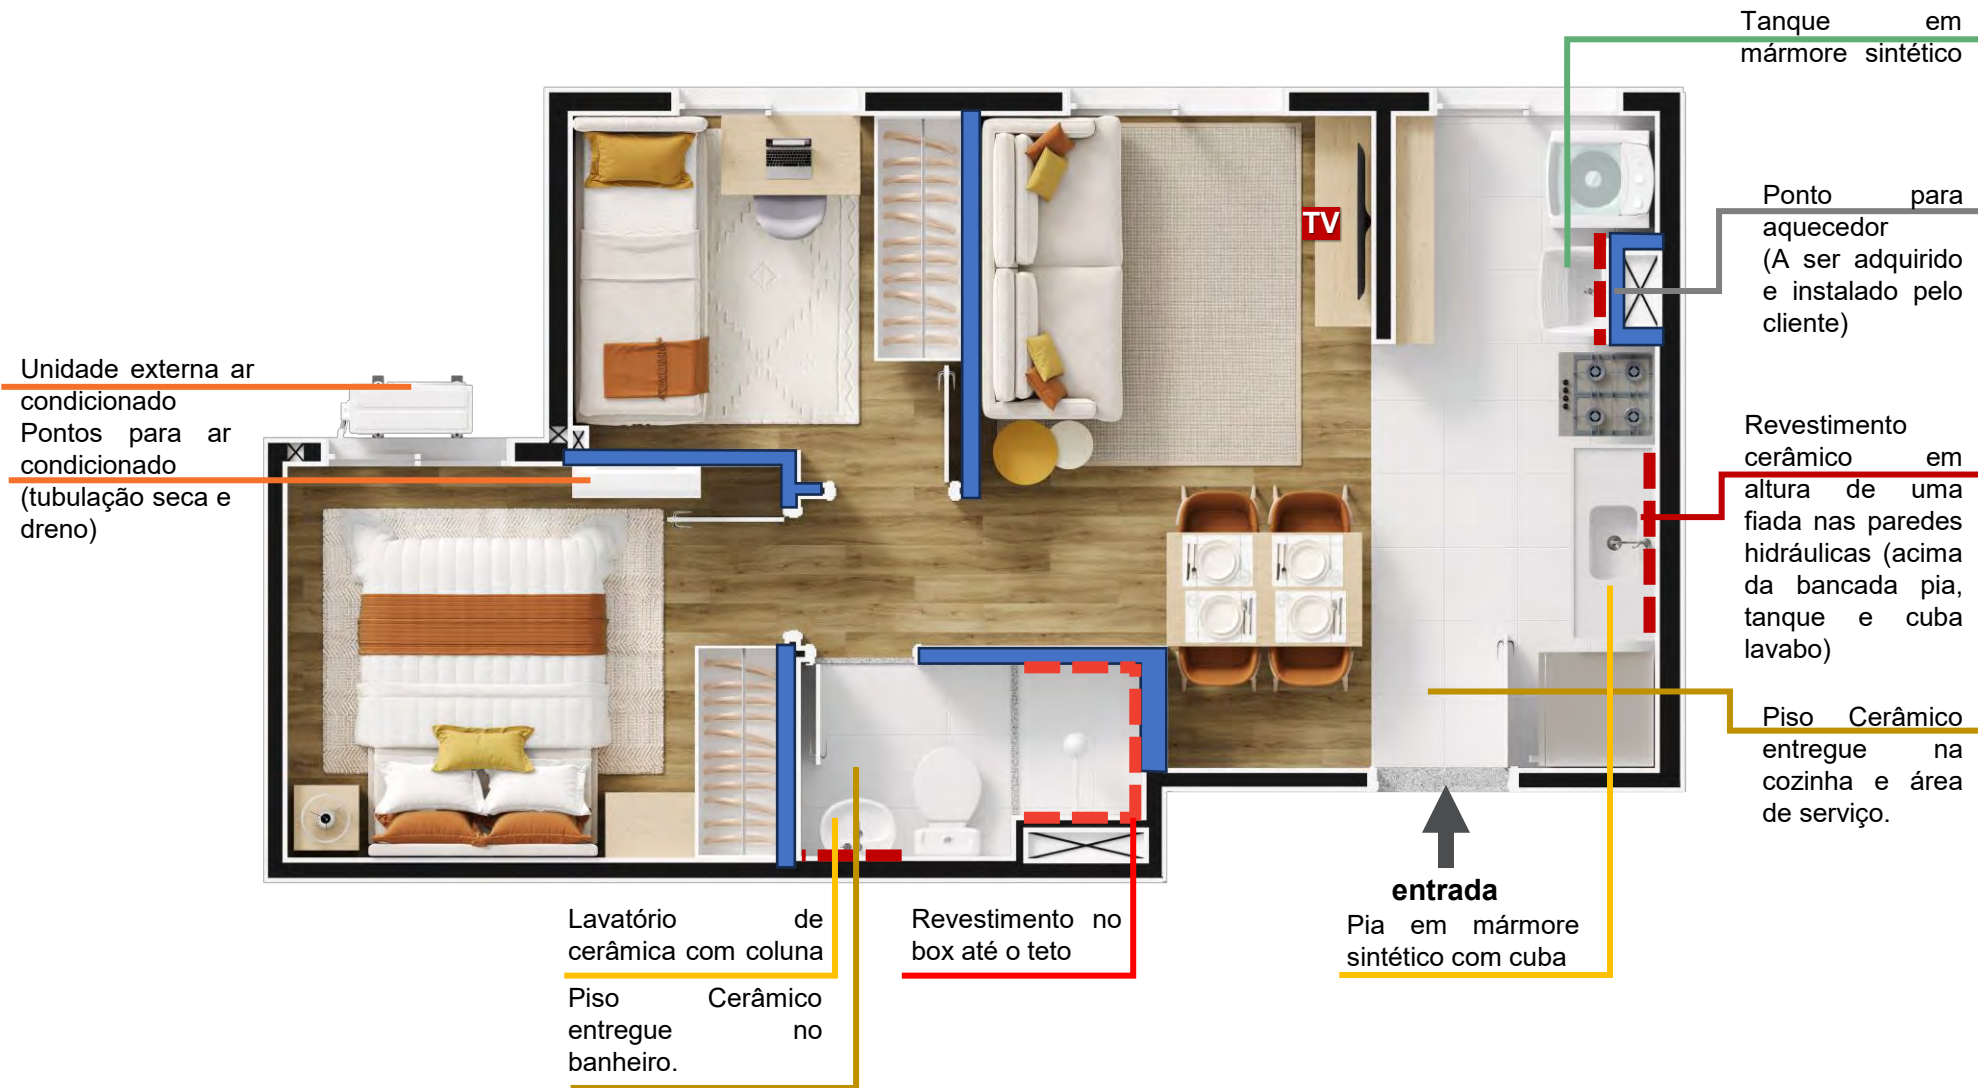 Tanque em
mármore sintético
Ponto para
aquecedor
(A ser adquirido
e instalado pelo
cliente)
TV
Unidade externa ar
condicionado
Pontos para ar
condicionado
(tubulação seca e
dreno)
Revestimento
cerâmico em
altura de uma
fiada nas paredes
hidráulicas (acima
da bancada pia,
tanque e cuba
lavabo)
Piso Cerâmico
entregue na
cozinha e área
de serviço.
entrada
Pia em mármore
sintético com cuba
Lavatório de
cerâmica com coluna
Revestimento no
box até o teto
Piso Cerâmico
entregue no
banheiro.